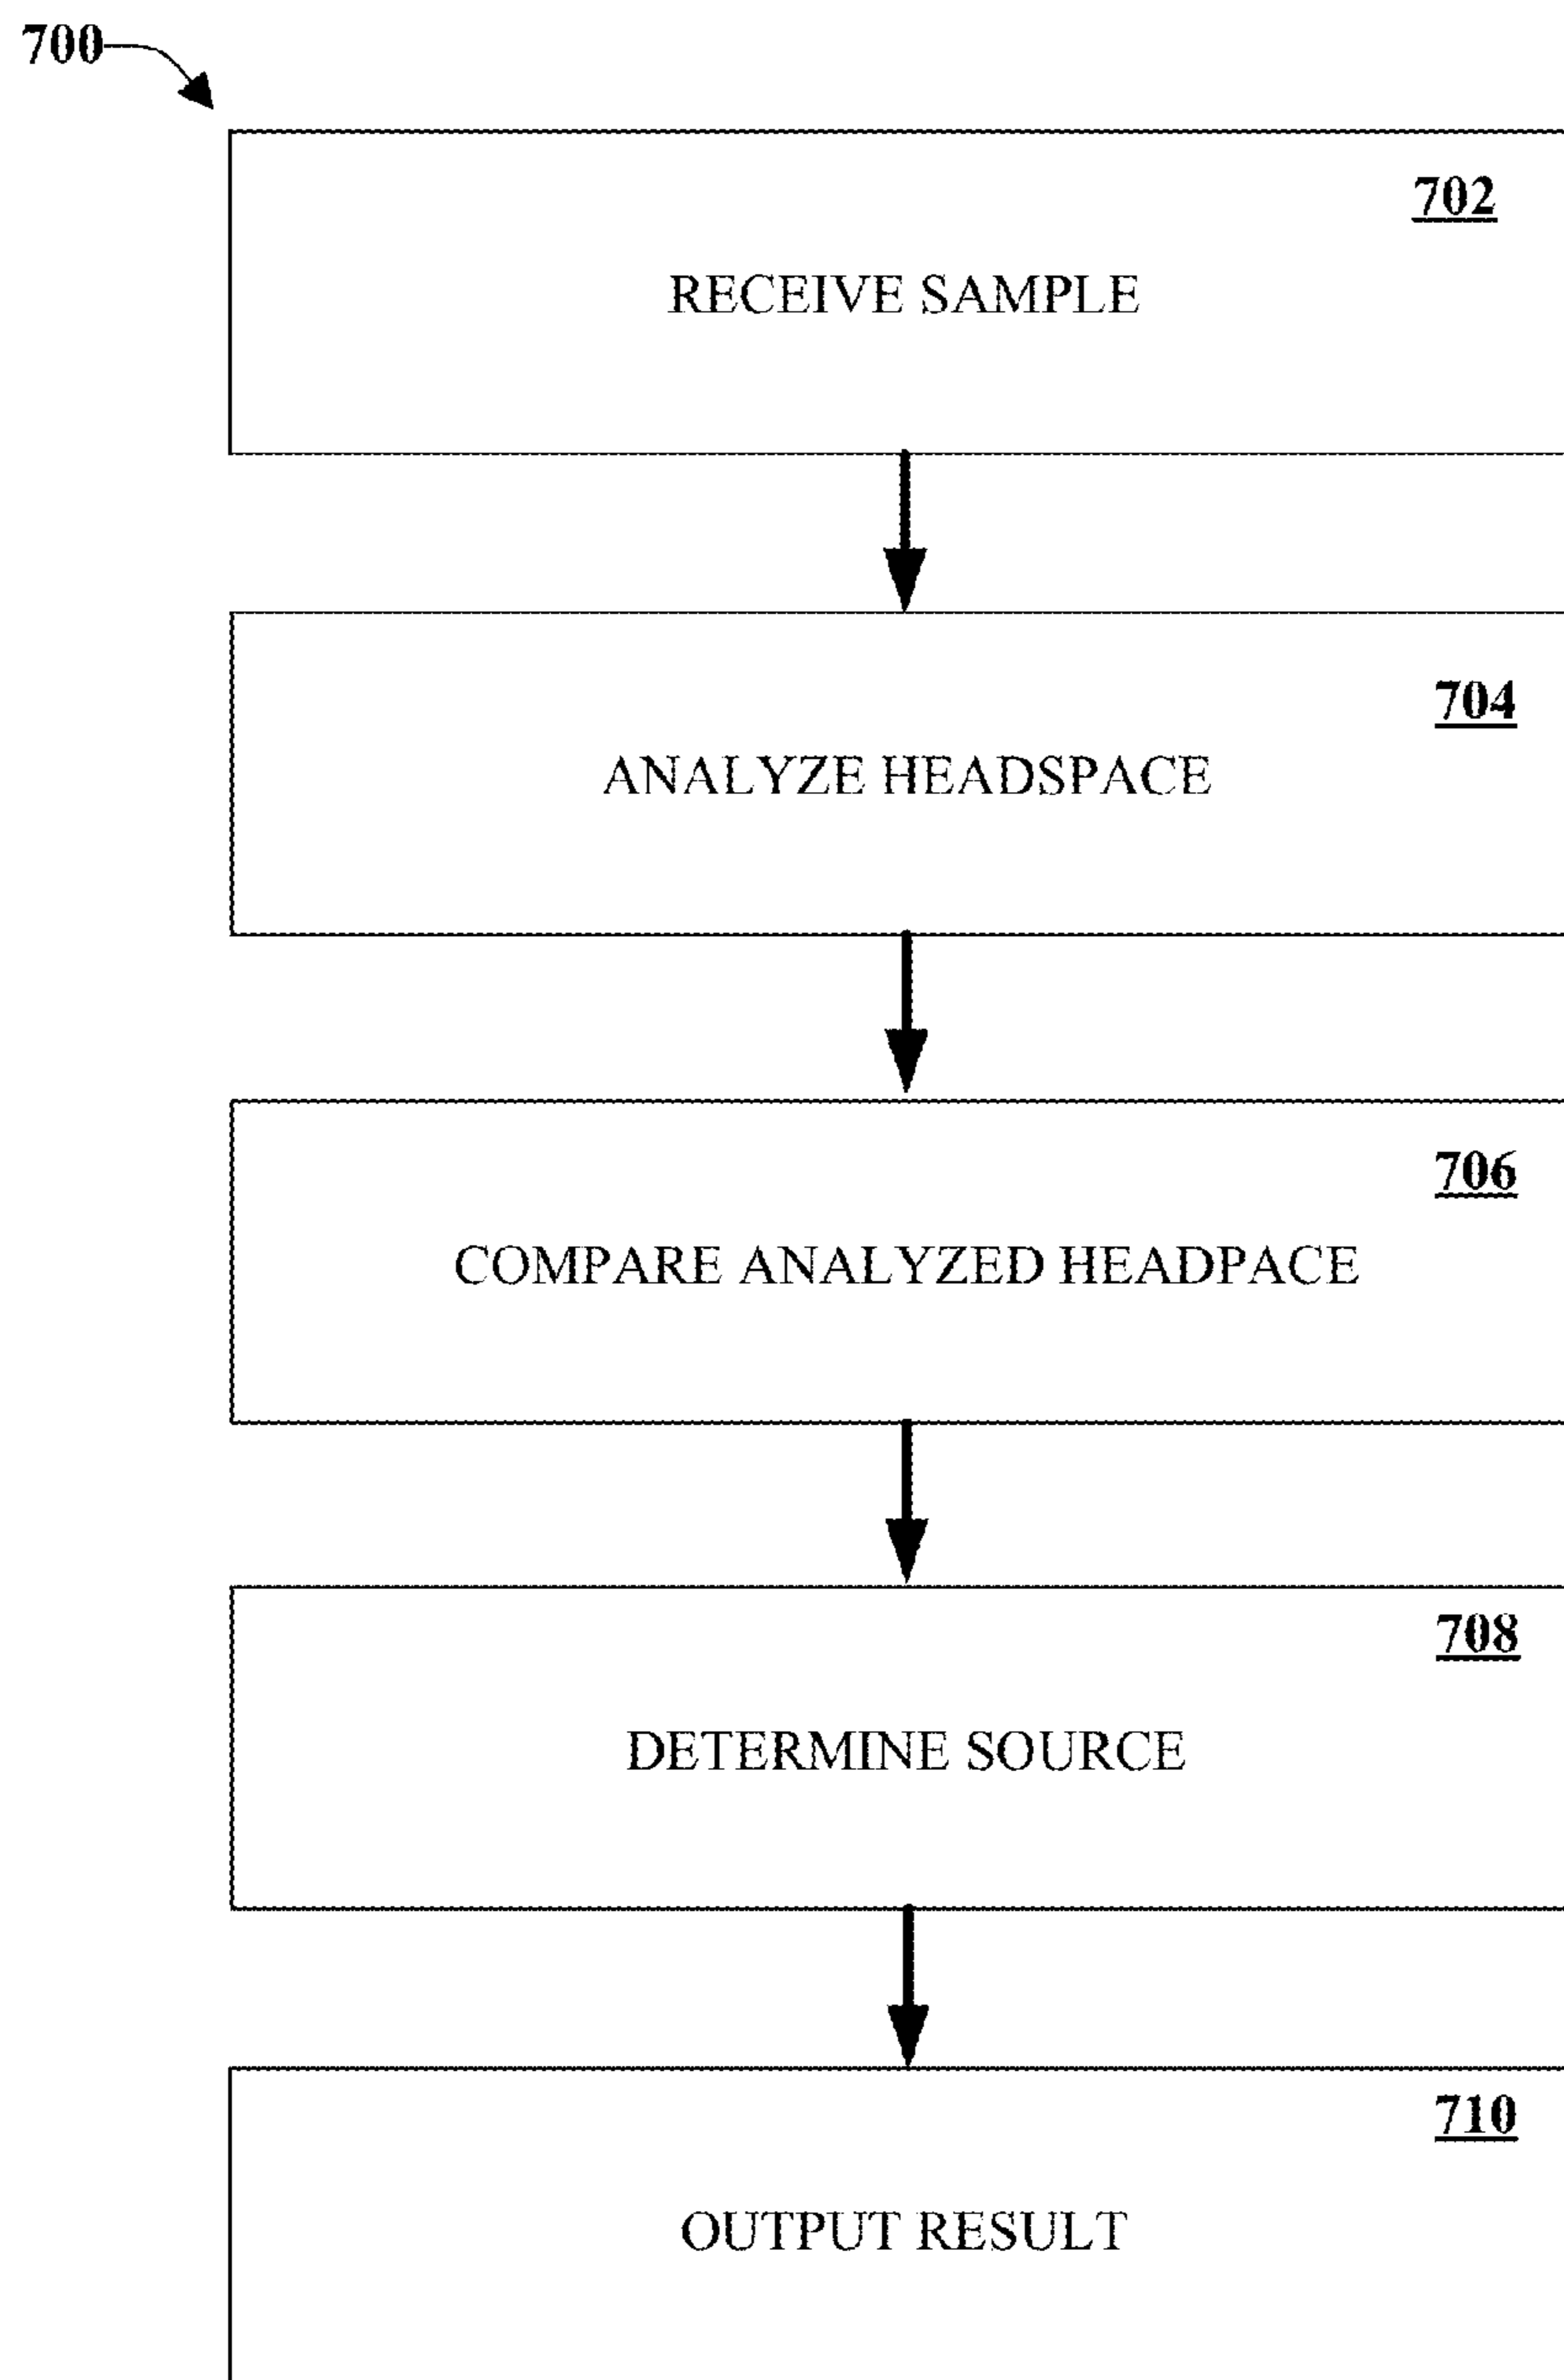 700
702
RECEIVE SAMPLE
704
ANALYZE HEADSPACE
706
COMPARE ANALYZED HEADPACE
708
DETERMINE SOURCE
710
OUTPUT RESULT